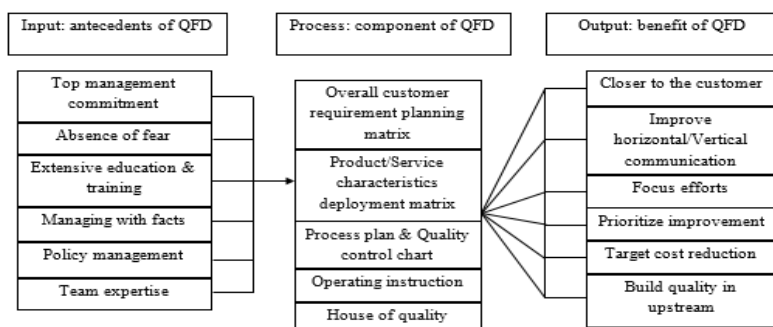 Input: antecedents of QFD
Process: component of QFD
Output: benefit of QFD
Top management
commitment
Absence of fear
Extensive education &
training
Managing with facts
Policy management
Team expertise
Overall customer
requirement planning
matrix
Product/Service
characteristics
deployment matrix
Process plan & Quality
control chart
Operating instruction
House of quality
Closer to the customer
Improve
horizontal/Vertical
communication
Focus efforts
Prioritize improvement
Target cost reduction
Build quality in
upstream